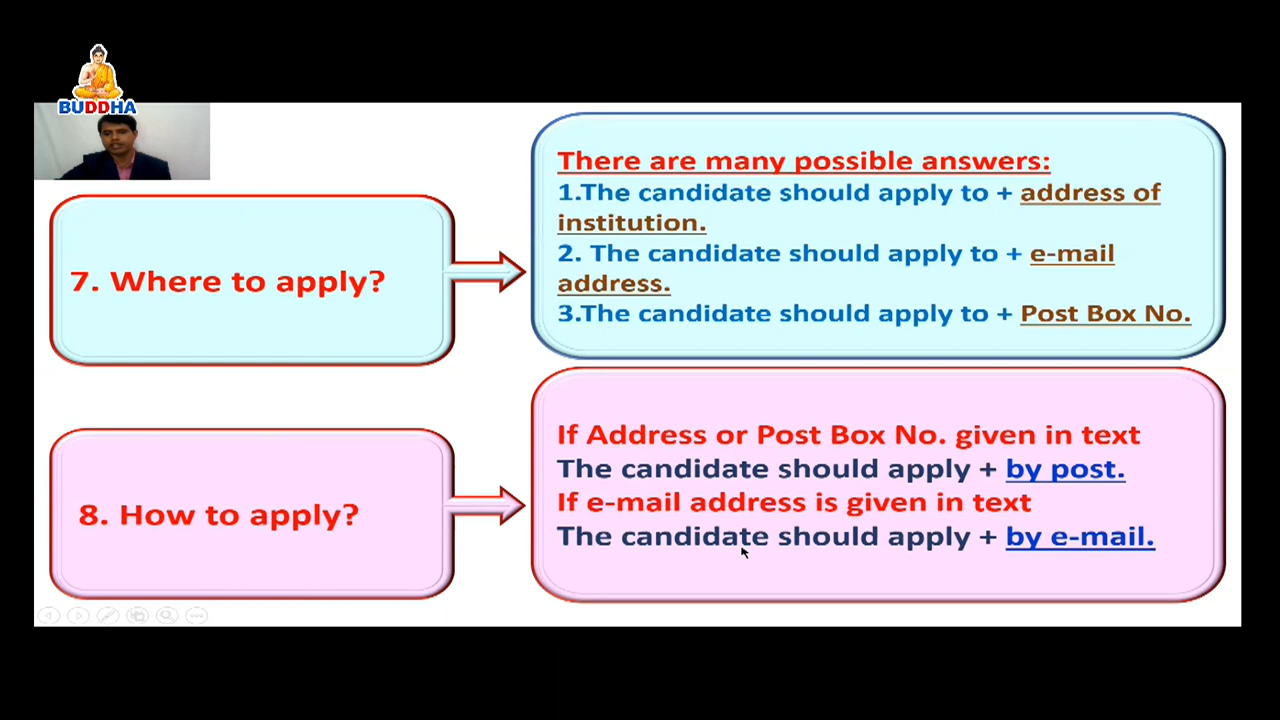 BUDDHA
There are many possible answers:
1.The candidate should apply to + address of
institution.
2. The candidate should apply to + e-mail
address.
3.The candidate should apply to + Post Box No.
7. Where to apply?
If Address or Post Box No. given in text
The candidate should apply + by post.
If e-mail address is given in text
The candidate should apply + by e-mail.
8. How to apply?